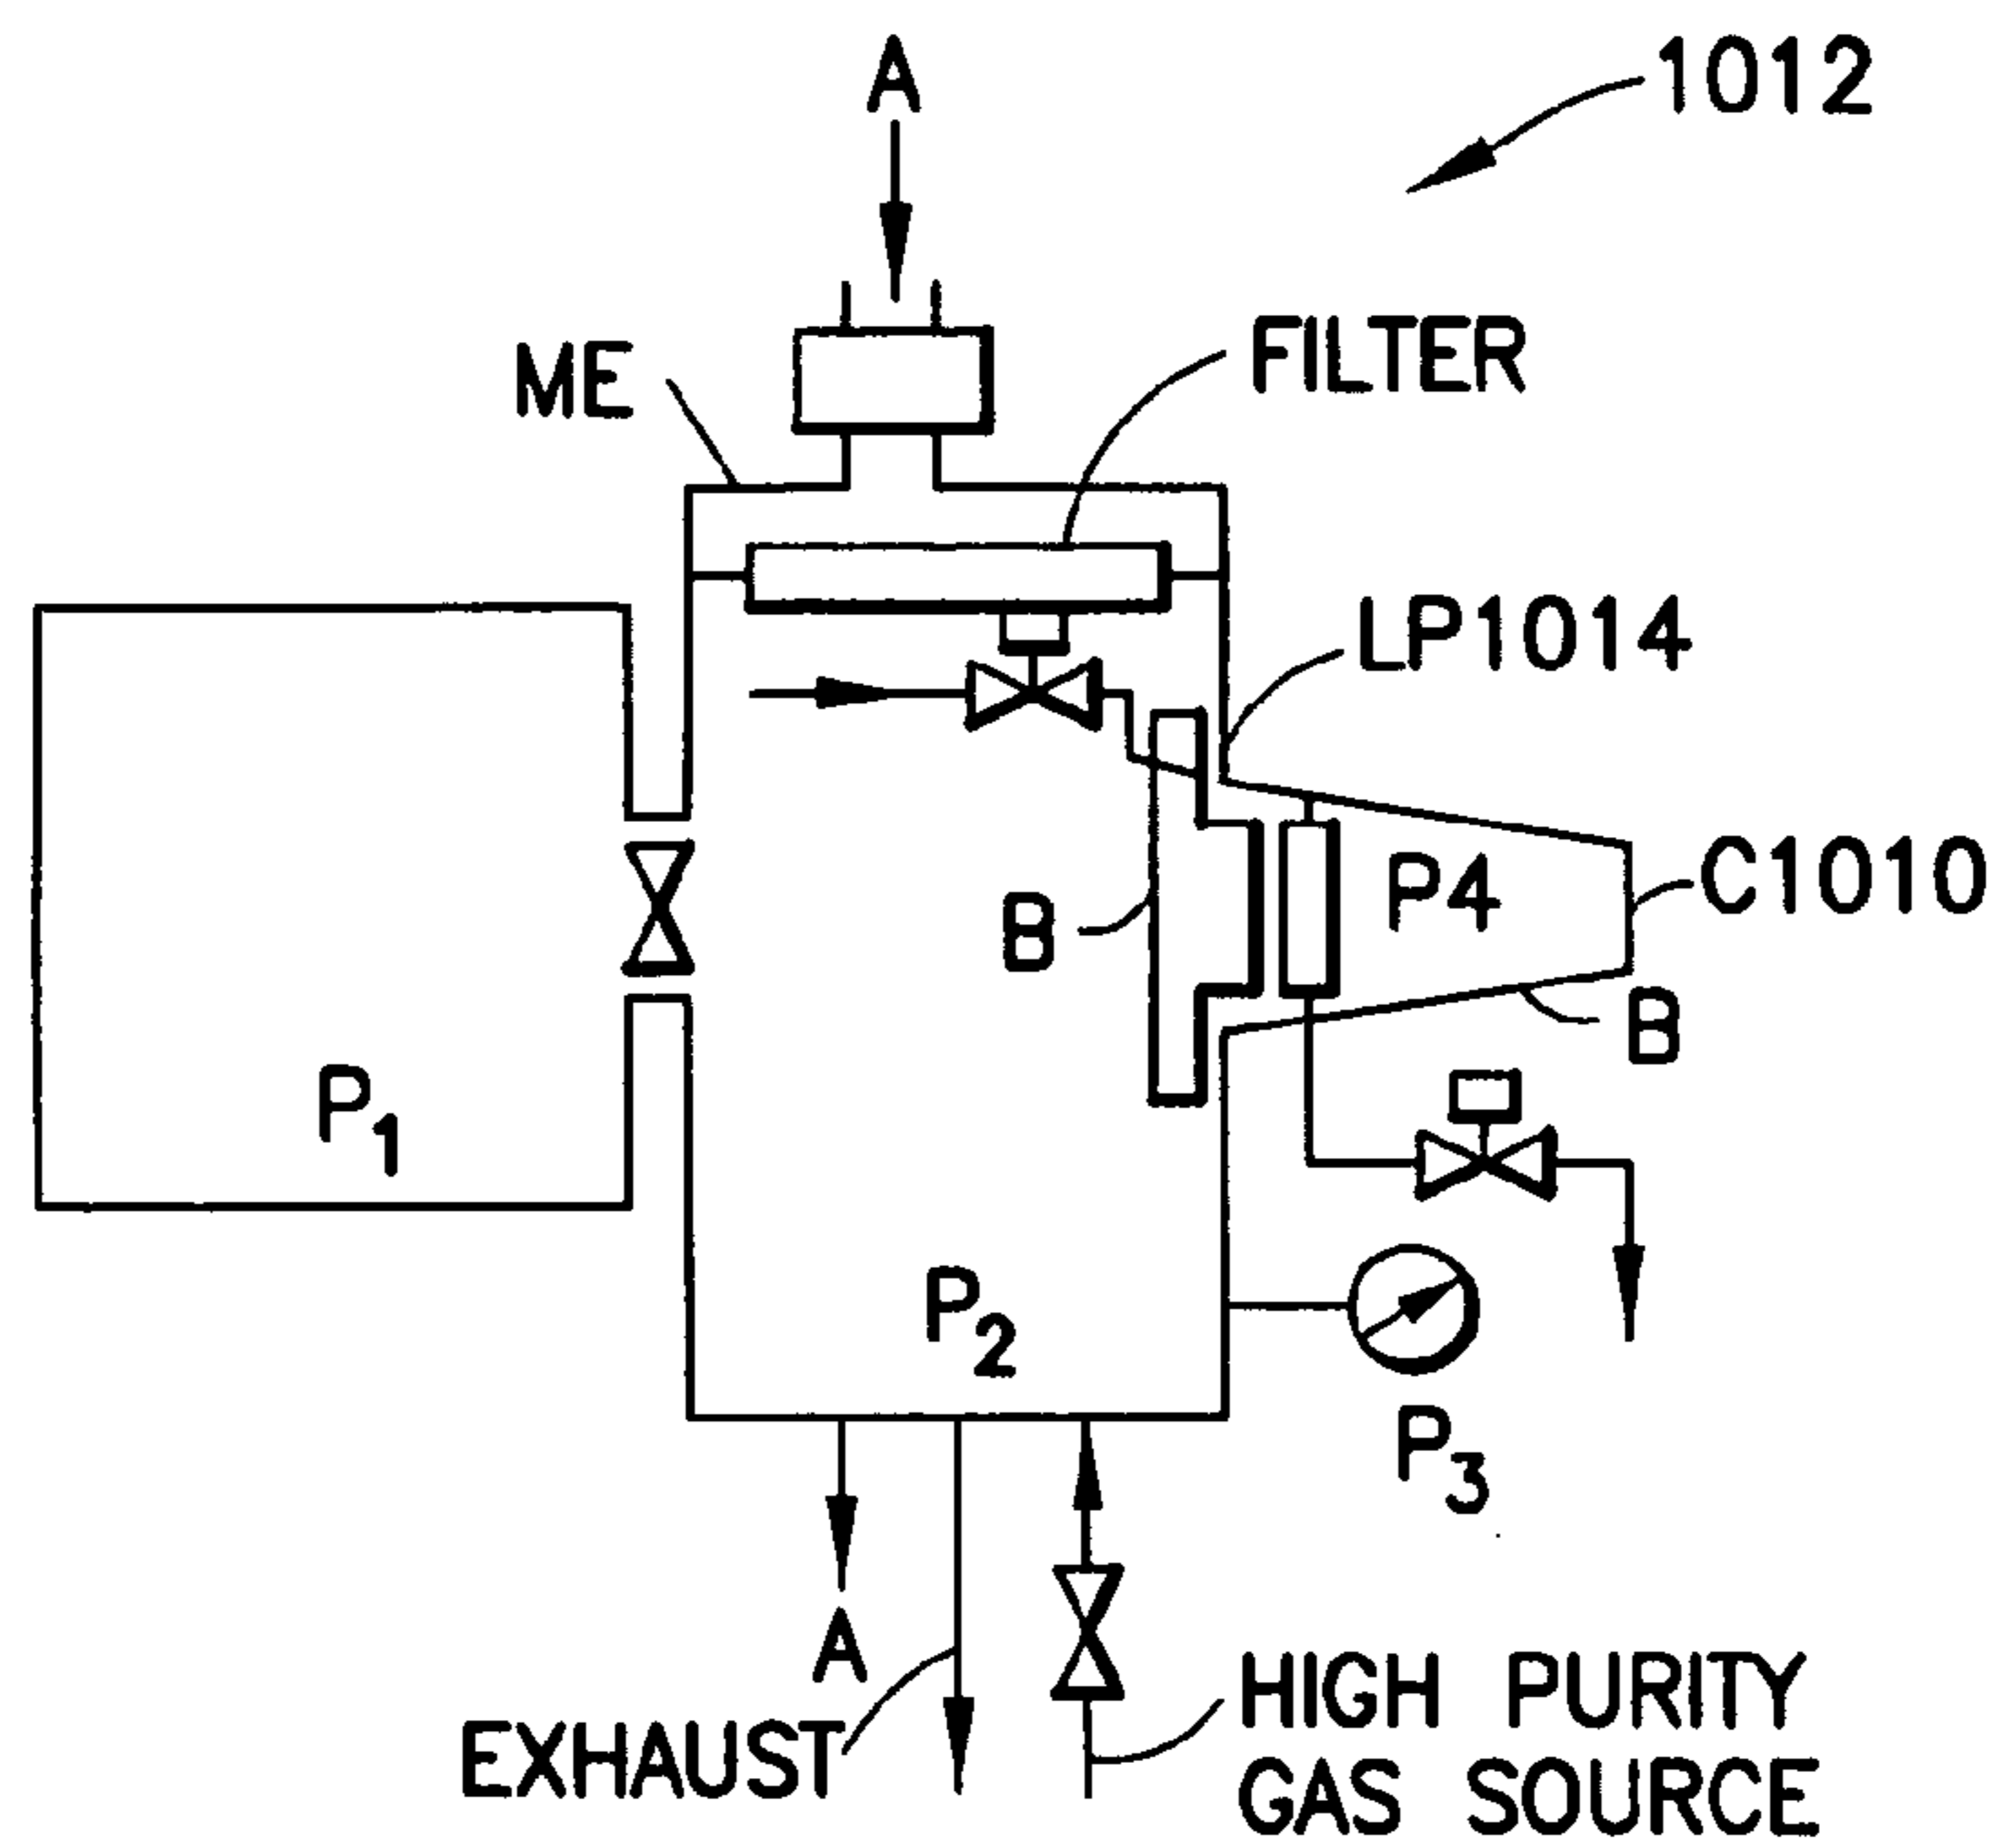 A
1012
ME
FILTER
LP1014
P4
C1010
B
B
P1
P2
P3
A
EXHAUST
HIGH PURITY
GAS SOURCE